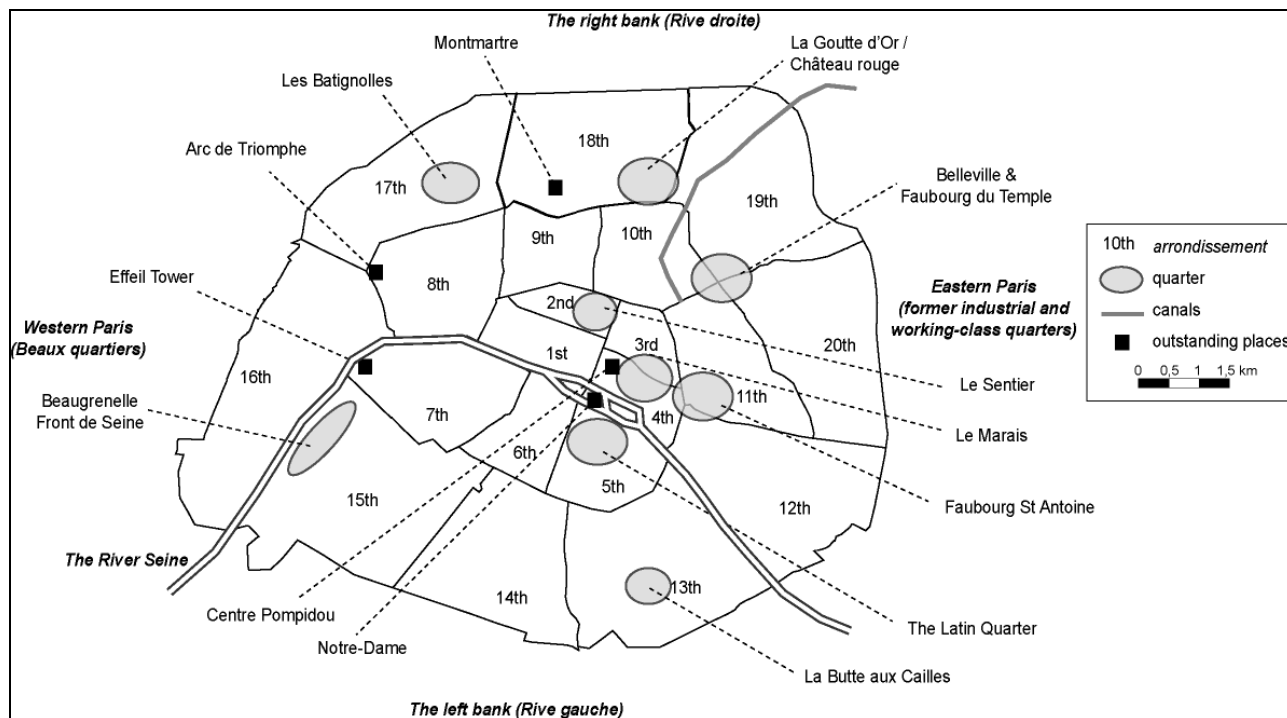 The right bank (Rive droite)
Montmartre
La Goutte d'Or /
Château rouge
Les Batignolles
Arc de Triomphe
18th
17th
Belleville &
Faubourg du Temple
19th
9th
10th
Effeil Tower
8th
10th arrondissement
quarter
canals
outstanding places
0 0,5 1 1,5 km
Eastern Paris
(former industrial and
working-class quarters)
2nd
Western Paris
(Beaux quartiers)
1st
3rd
20th
16th
Le Sentier
Beaugrenelle
Front de Seine
7th
4th
11th
Le Marais
6th
5th
15th
12th
Faubourg St Antoine
The River Seine
13th
14th
Centre Pompidou
The Latin Quarter
Notre-Dame
La Butte aux Cailles
The left bank (Rive gauche)